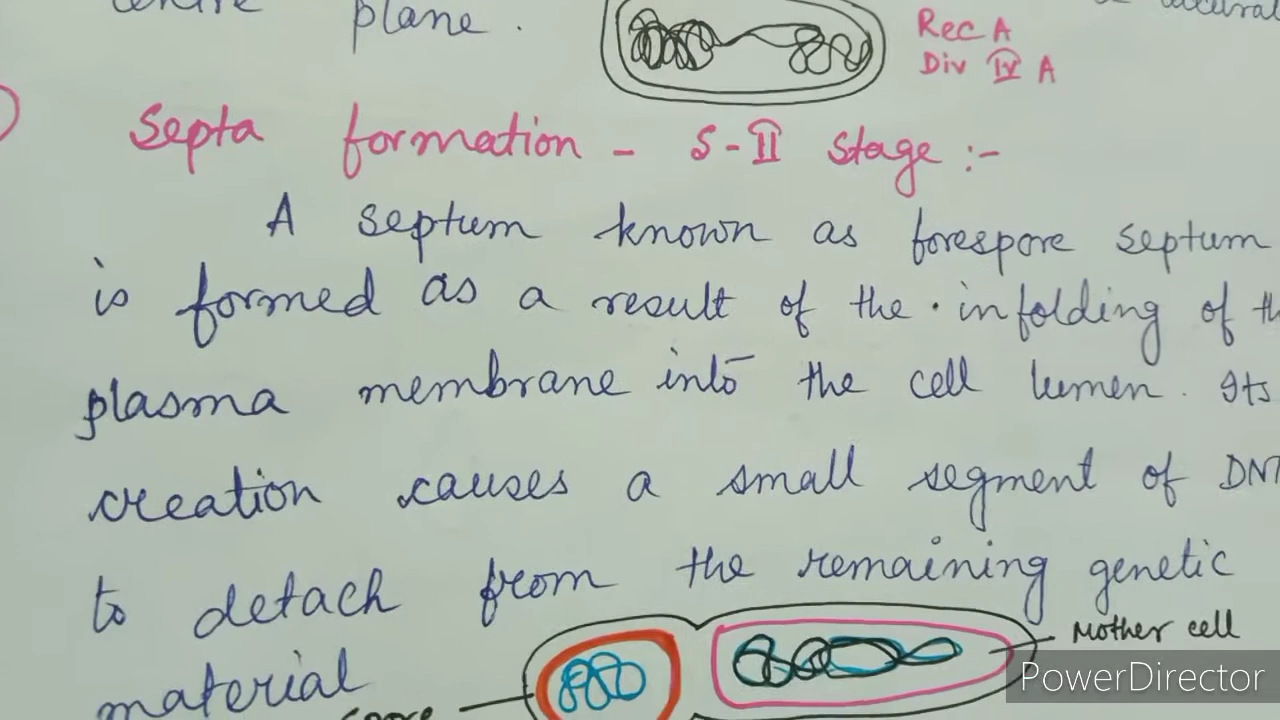 plane.
Rec A
Div IV A
Septa formation - S-II Stage :-
A septum known as forespore septum
is formed as a result of the infolding of th
plasma membrane into the cell lumen. Its
creation causes a small segment of DN
to detach from the remaining genetic
Mother cell
material
PowerDirector